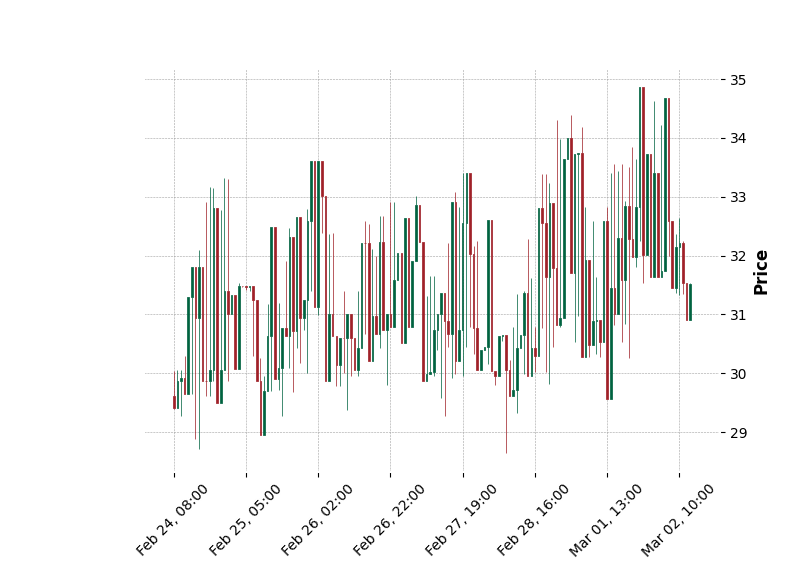 35
34
33
32
31
30
29
Price
Feb 24, 08:00
Feb 25, 05:00
Feb 26, 02:00
Feb 26, 22:00
Feb 27, 19:00
Feb 28, 16:00
Mar 01, 13:00
Mar 02, 10:00